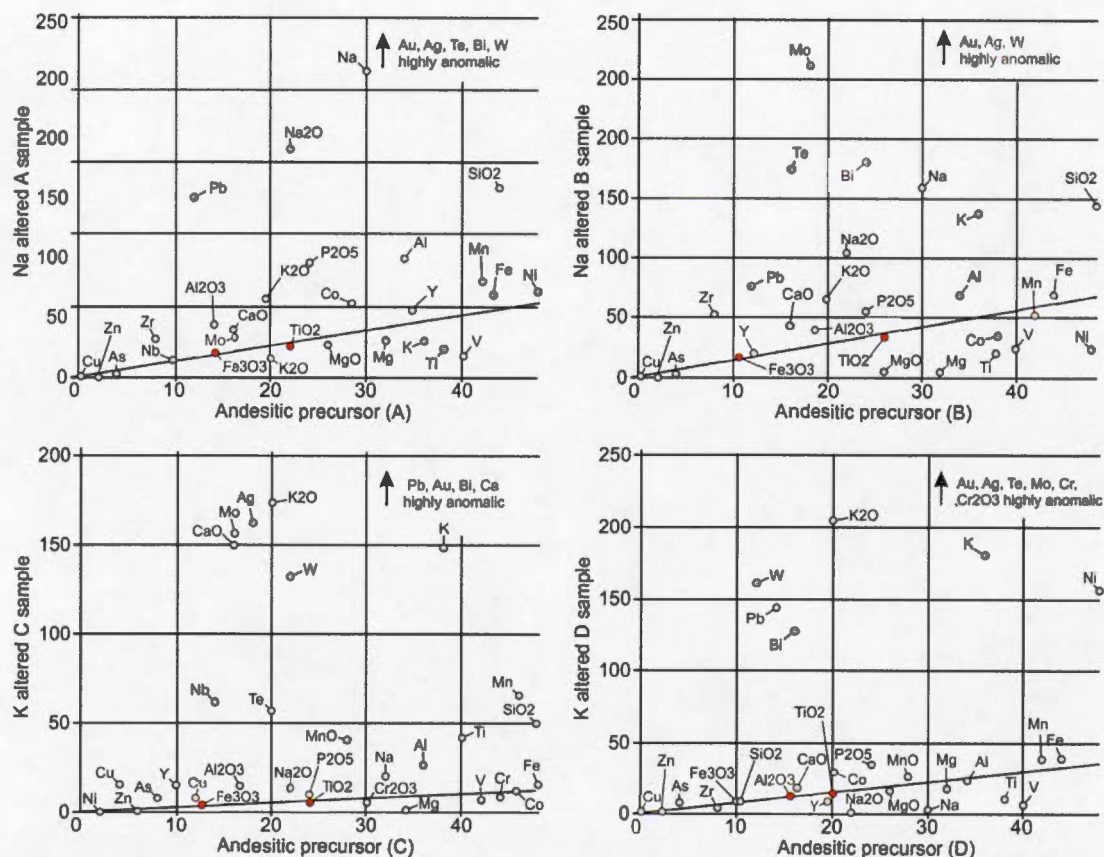 Au, Ag, Te, Bi, W
highly anomalic
Na altered A sample
250
200
200
150
100
50
0
Na
Na2O
Pb
SiO2
P2O5
Al
K2O
Co
Mn
Fe
Ni
Y
Al2O3
CaO
Zr
Zn
Cu
As
Nb
Mo
TiO2
Fe3O3
K2O
MgO
Mg
K
Ti
V
0
10
20
30
40
Andesitic precursor (A)
Au, Ag, W
highly anomalic
Na altered B sample
250
200
200
150
100
50
0
Mo
Te
Bi
Na
SiO2
K
Na2O
Pb
K2O
CaO
P2O5
Al
Fe
Mn
Zr
Zn
Cu
As
Y
Al2O3
Fe3O3
TiO2
MgO
Mg
Co
Ti
V
Ni
0
10
20
30
40
Andesitic precursor (B)
Pb, Au, Bi, Ca
highly anomalic
K altered C sample
200
150
100
50
0
Ag
Mo
CaO
K2O
K
W
Nb
Te
Mn
SiO2
MnO
Ti
Na
Al
Cu
As
Y
Al2O3
Cu
Na2O
P2O5
TiO2
Fe3O3
Cr2O3
Mg
V
Cr
Fe
Co
Ni
Zn
0
10
20
30
40
Andesitic precursor (C)
Au, Ag, Te, Mo, Cr,
Cr2O3 highly anomalic
K altered D sample
250
200
150
100
50
0
K2O
K
Ni
W
Pb
Bi
TiO2
SiO2
Fe3O3
Al2O3
CaO
P2O5
Co
MnO
Mg
Al
Mn
Fe
Zn
Cu
As
Zr
Y
Na2O
MgO
Na
Ti
V
0
10
20
30
40
Andesitic precursor (D)